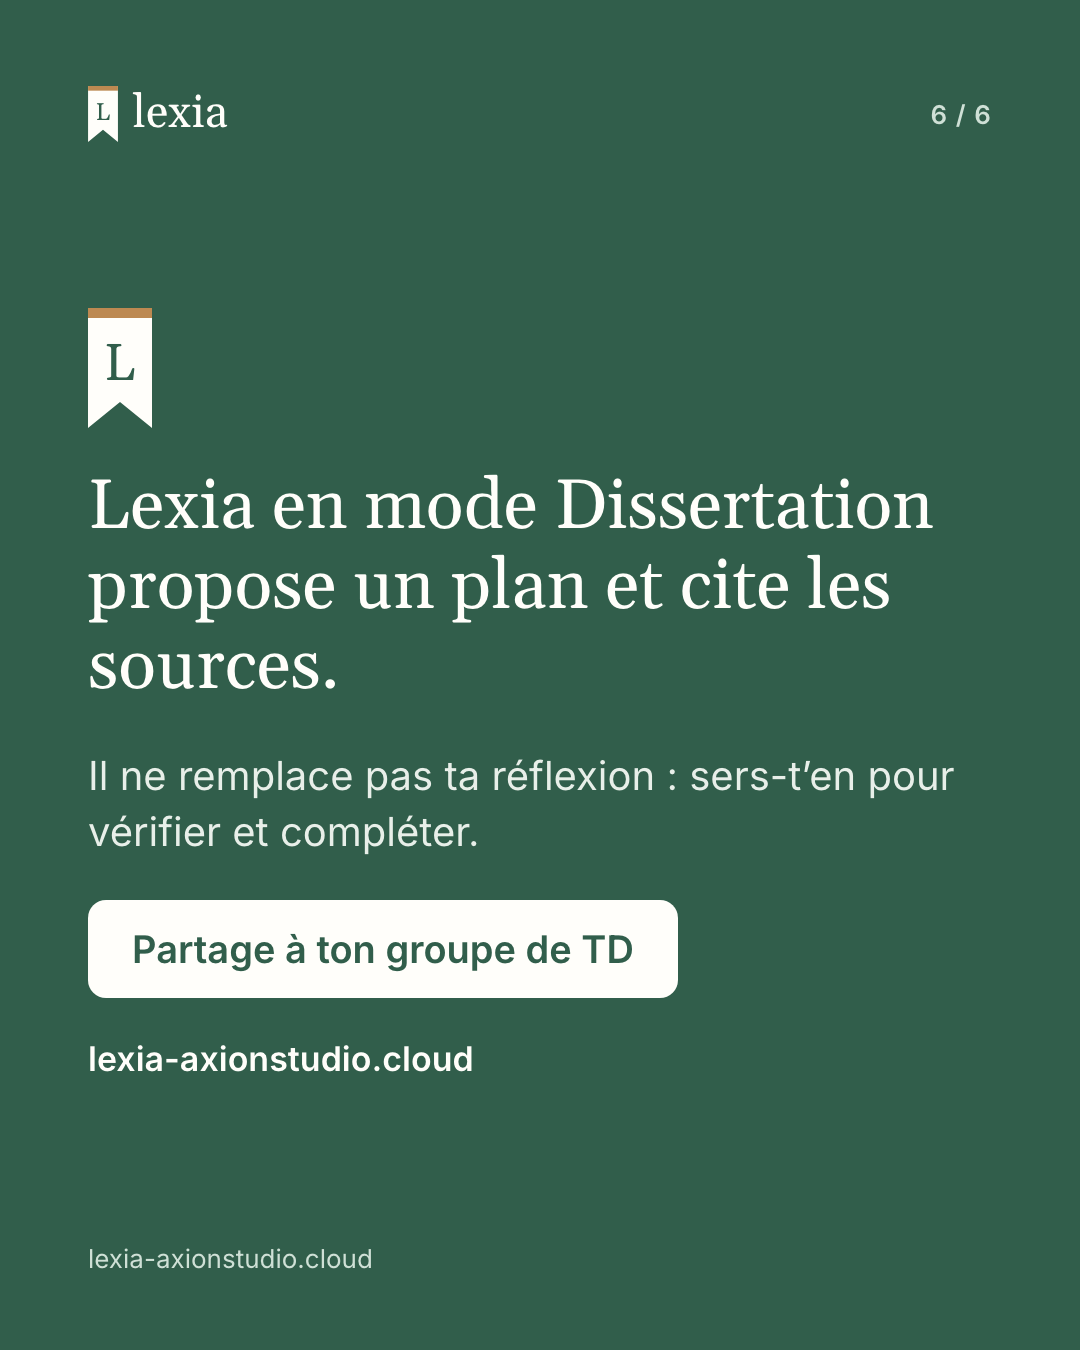 L lexia
6 / 6
L
Lexia en mode Dissertation
propose un plan et cite les
sources.
Il ne remplace pas ta réflexion : sers-t’en pour
vérifier et compléter.
Partage à ton groupe de TD
lexia-axionstudio.cloud
lexia-axionstudio.cloud